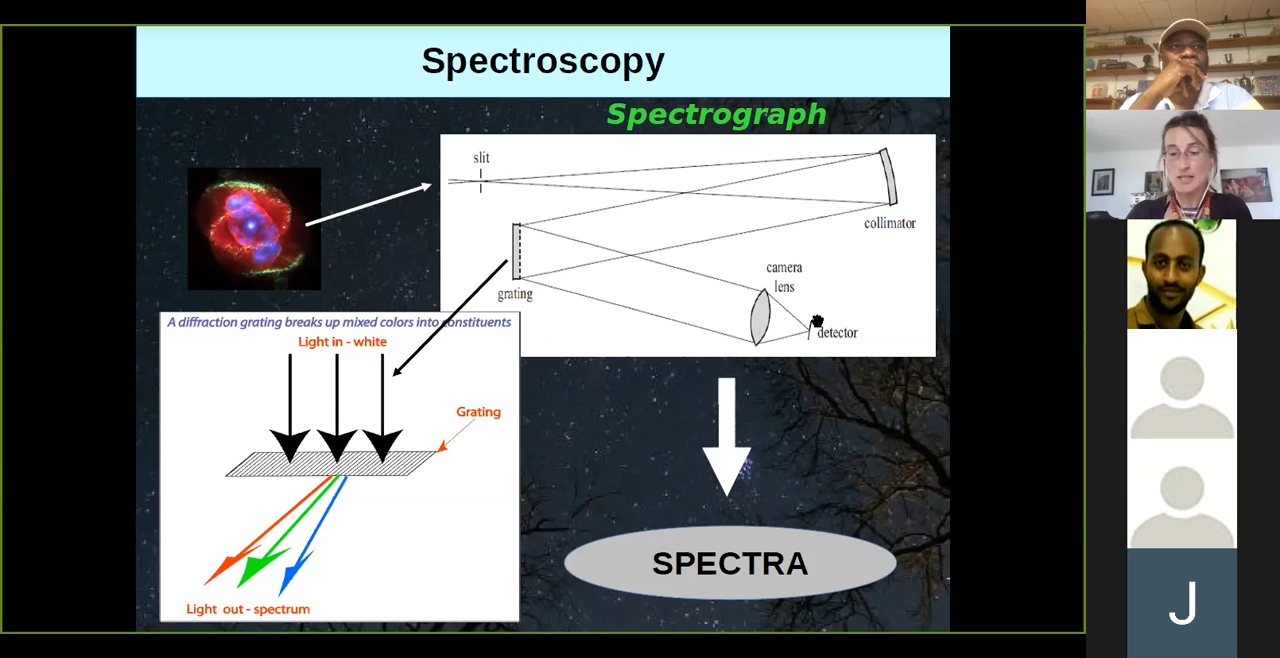 Spectroscopy
Spectrograph
slit
collimator
grating
camera
lens
detector
A diffraction grating breaks up mixed colors into constituents
Light in - white
Grating
Light out - spectrum
SPECTRA
J